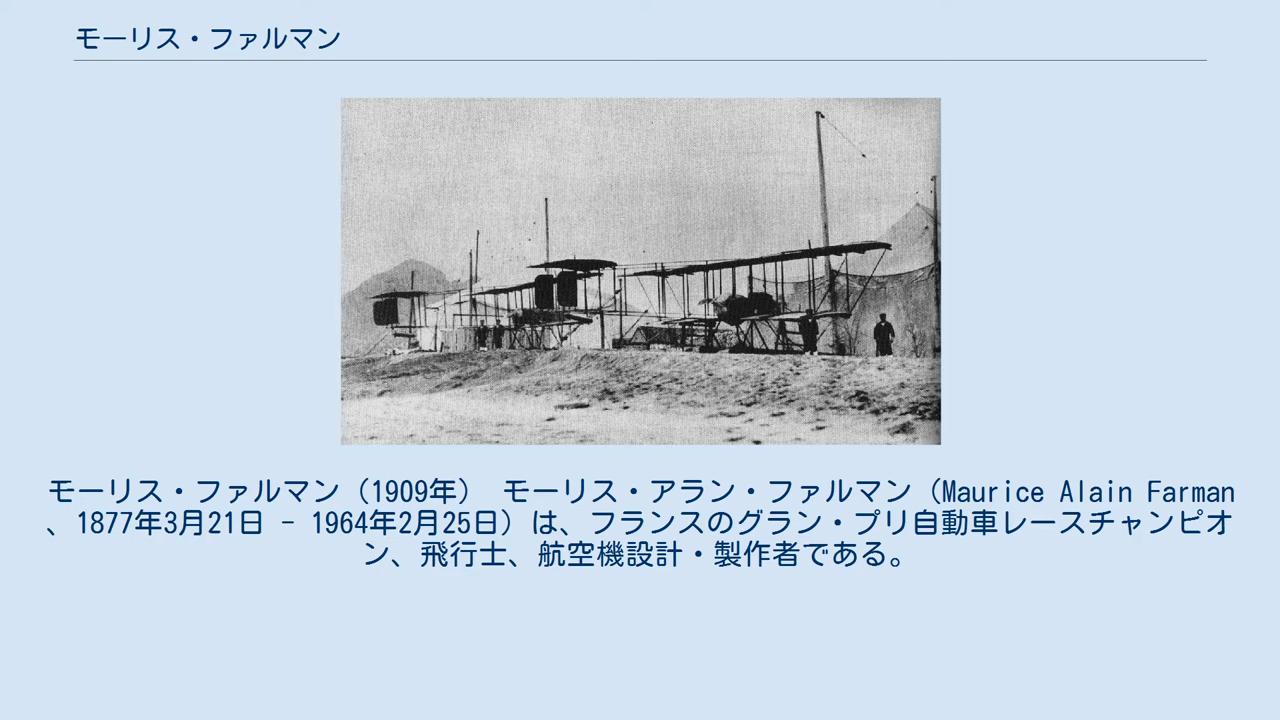 モーリス・ファルマン
モーリス・ファルマン（1909年） モーリス・アラン・ファルマン（Maurice Alain Farman
、1877年3月21日 - 1964年2月25日）は、フランスのグラン・プリ自動車レースチャンピオ
ン、飛行士、航空機設計・製作者である。